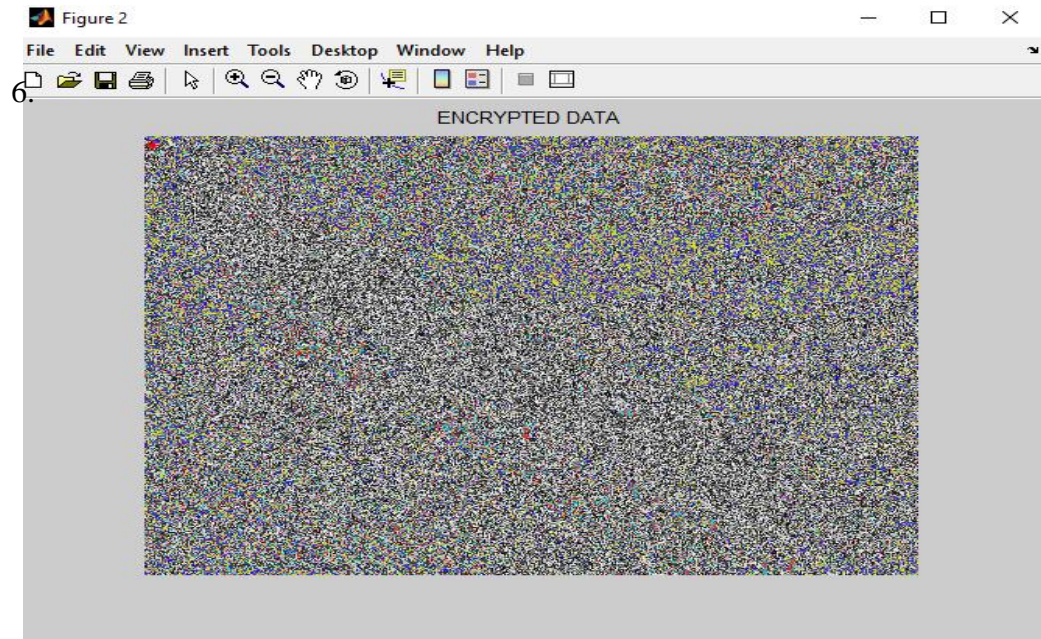 Figure 2
File Edit View Insert Tools Desktop Window Help
6.
ENCRYPTED DATA